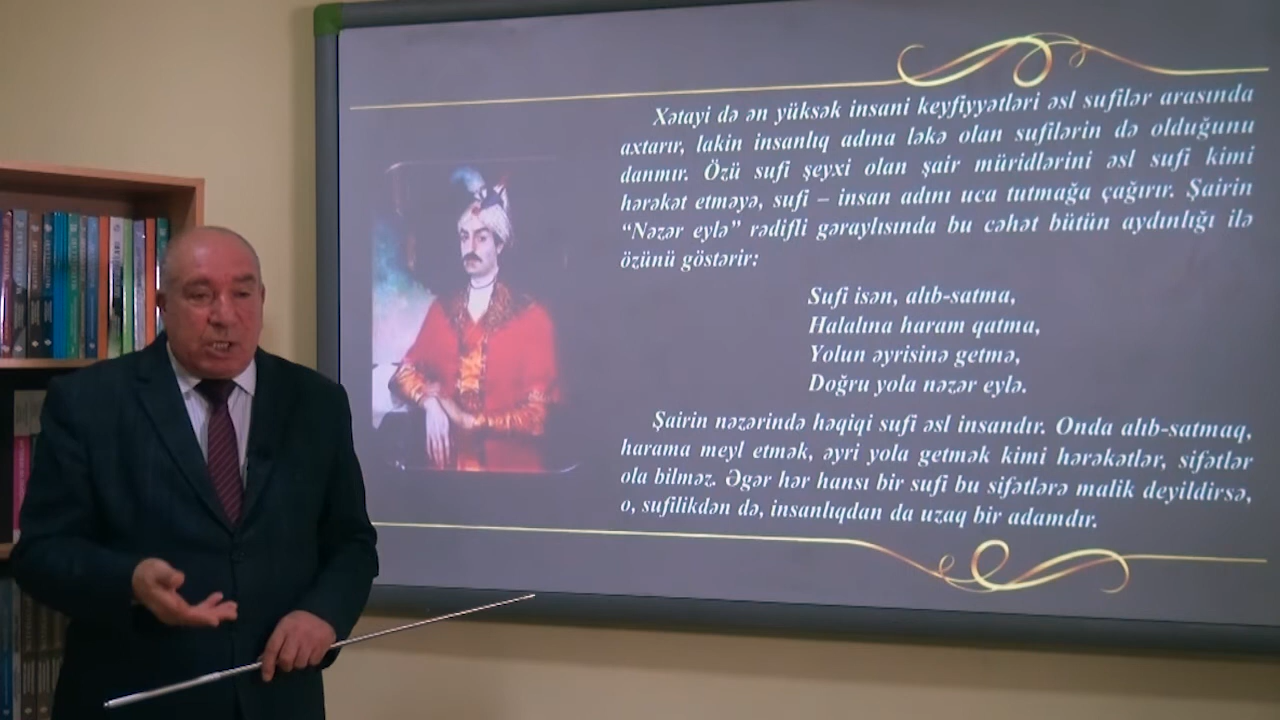 Xətayi də ən yüksək insani keyfiyyətləri əsl sufilər arasında
axtarır, lakin insanlıq adına ləkə olan sufilərin də olduğunu
danmır. Özü sufi şeyxi olan şair müridlərini əsl sufi kimi
hərəkət etməyə, sufi – insan adını uca tutmağa çağırır. Şairin
“Nəzər eylə” rədifli gəraylısında bu cəhət bütün aydınlığı ilə
özünü göstərir:
Sufi isən, alıb-satma,
Halalına haram qatma,
Yolun əyrisinə getmə,
Doğru yola nəzər eylə.
Şairin nəzərində həqiqi sufi əsl insandır. Onda alıb-satmaq,
harama meyl etmək, əyri yola getmək kimi hərəkətlər, sifətlər
ola bilməz. Əgər hər hansı bir sufi bu sifətlərə malik deyildirsə,
o, sufilikdən də, insanlıqdan da uzaq bir adamdır.